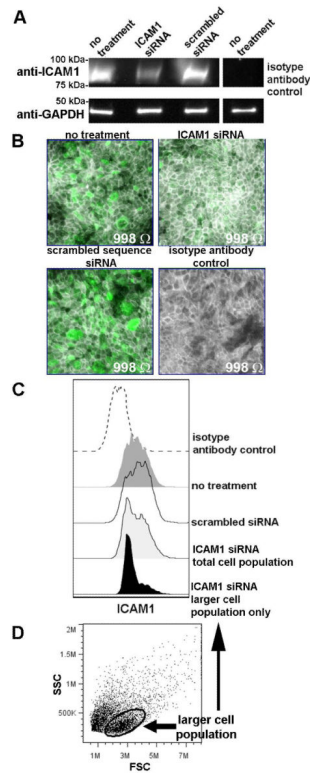 A
no treatment
ICAM1 siRNA
scrambled siRNA
no treatment
100 kDa-
anti-ICAM1
75 kDa-
isotype antibody control
50 kDa-
anti-GAPDH
B
no treatment
ICAM1 siRNA
998 Ω
998 Ω
scrambled sequence siRNA
isotype antibody control
998 Ω
998 Ω
C
isotype antibody control
no treatment
scrambled siRNA
ICAM1 siRNA total cell population
ICAM1 siRNA larger cell population only
ICAM1
D
2M
1.5M
1M
500K
SSC
1M
3M
5M
7M
FSC
larger cell population